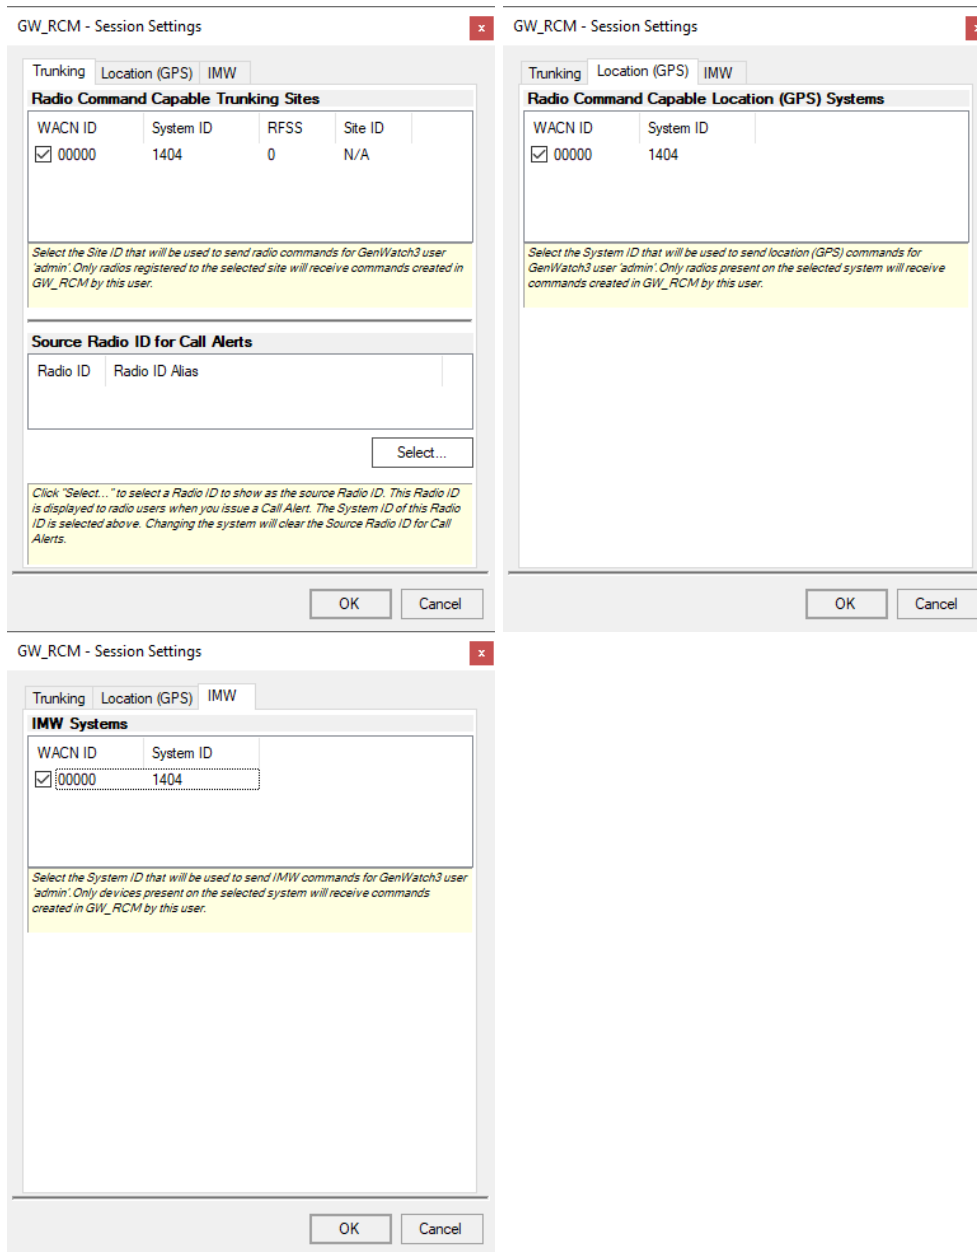 GW_RCM - Session Settings
x
Trunking Location (GPS) IMW
Radio Command Capable Trunking Sites
WACN ID System ID RFSS Site ID
00000 1404 0 N/A
Select the Site ID that will be used to send radio commands for GenWatch3 user
'admin'. Only radios registered to the selected site will receive commands created in
GW_RCM by this user.
Source Radio ID for Call Alerts
Radio ID Radio ID Alias
Select...
Click "Select..." to select a Radio ID to show as the source Radio ID. This Radio ID
is displayed to radio users when you issue a Call Alert. The System ID of this Radio
ID is selected above. Changing the system will clear the Source Radio ID for Call
Alerts.
OK Cancel
GW_RCM - Session Settings
x
Trunking Location (GPS) IMW
Radio Command Capable Location (GPS) Systems
WACN ID System ID
00000 1404
Select the System ID that will be used to send location (GPS) commands for
GenWatch3 user 'admin'. Only radios present on the selected system will receive
commands created in GW_RCM by this user.
OK Cancel
GW_RCM - Session Settings
x
Trunking Location (GPS) IMW
IMW Systems
WACN ID System ID
00000 1404
Select the System ID that will be used to send IMW commands for GenWatch3 user
'admin'. Only devices present on the selected system will receive commands
created in GW_RCM by this user.
OK Cancel